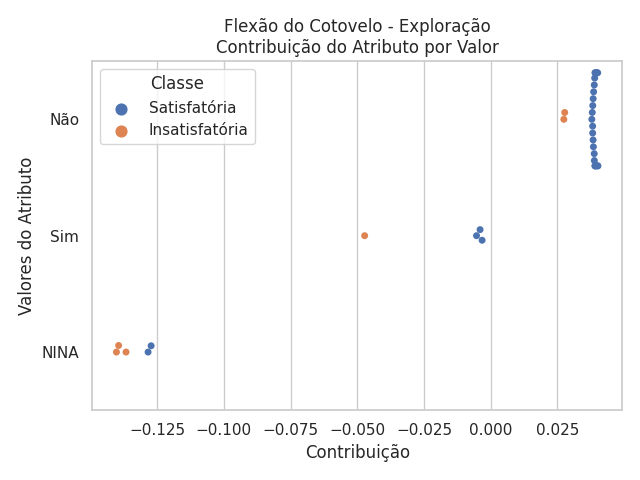 Flexão do Cotovelo - Exploração
Contribuição do Atributo por Valor
Classe
Satisfatória
Insatisfatória
Valores do Atributo
Não
Sim
NINA
−0.125 −0.100 −0.075 −0.050 −0.025 0.000 0.025
Contribuição